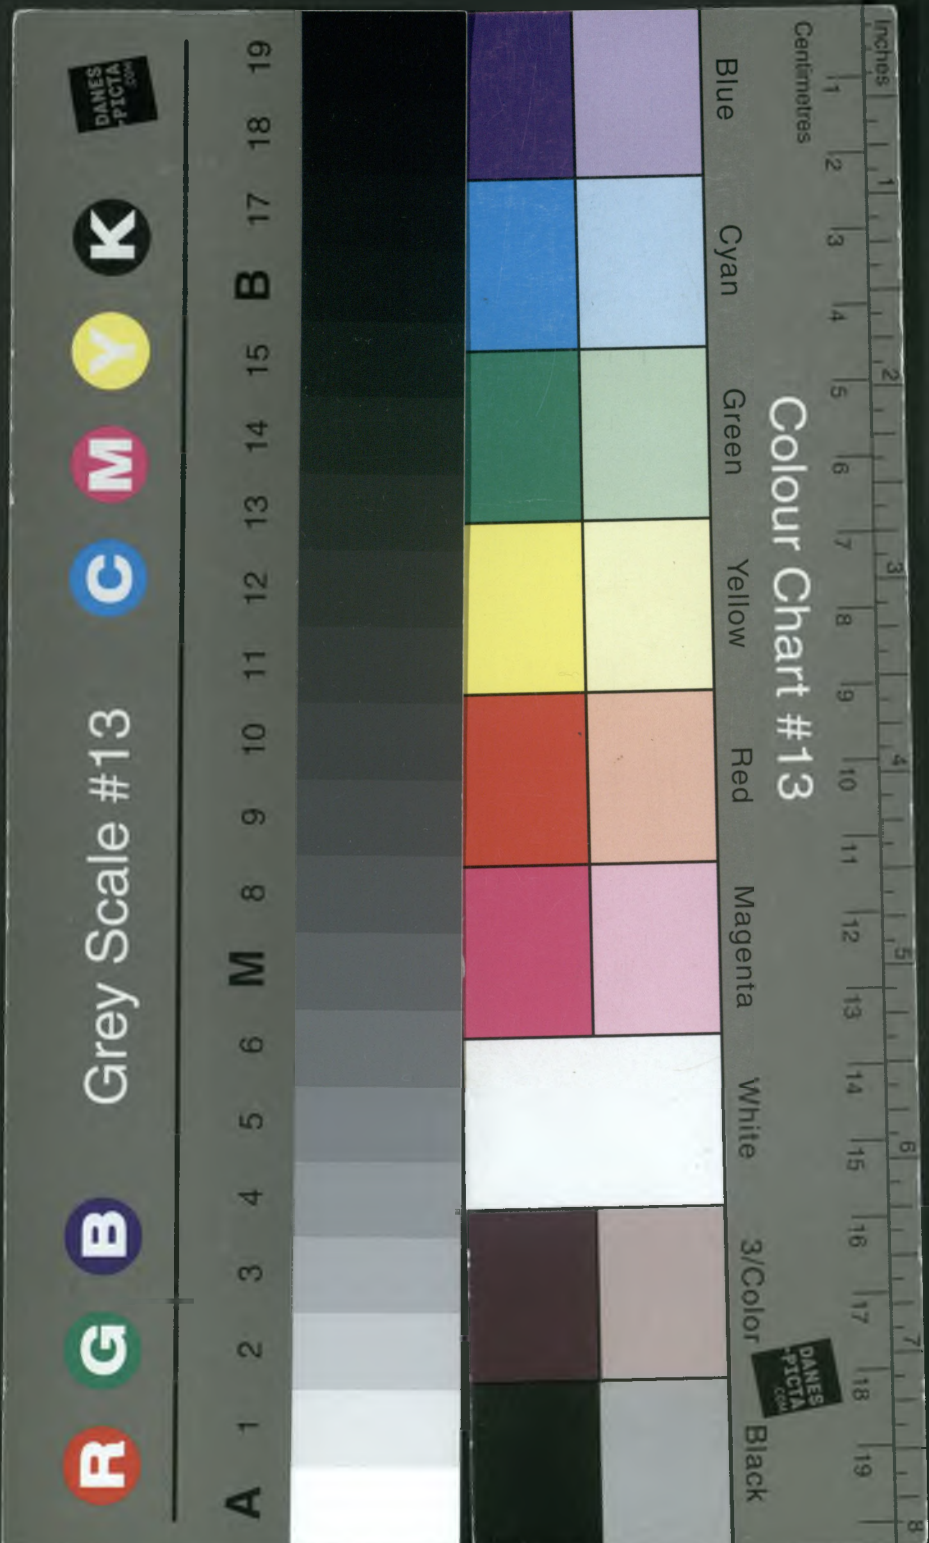 Grey Scale #13
R G B C M Y K
DANES
-PICTA
.COM
A 1 2 3 4 5 6 M 8 9 10 11 12 13 14 15 B 17 18 19
Blue
Cyan
Green
Yellow
Red
Magenta
White
3/Color
Black
Colour Chart #13
DANES
-PICTA
.COM
Centimetres
1 2 3 4 5 6 7 8 9 10 11 12 13 14 15 16 17 18 19
Inches
1 2 3 4 5 6 7 8